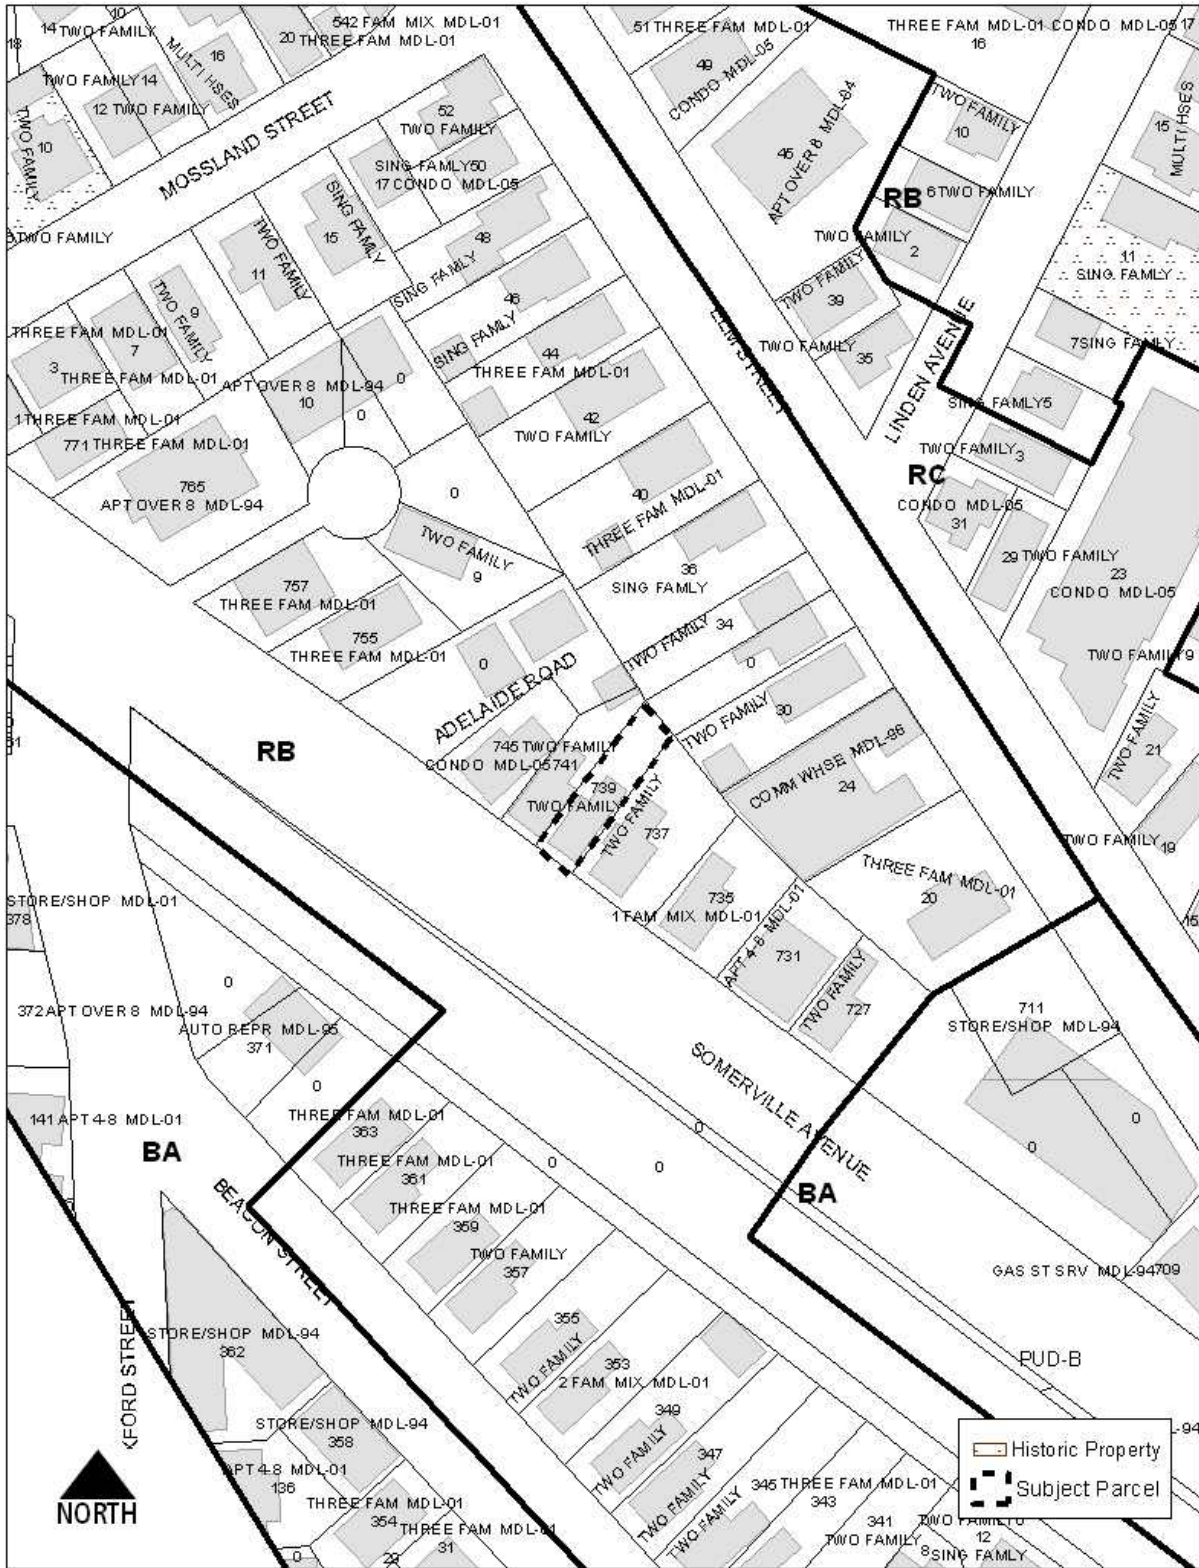 10
14 TWO FAMILY
18
MULTI HSES
16
542 FAM MIX MDL-01
20 THREE FAM MDL-01
51 THREE FAM MDL-01
49
CONDO MDL-05
THREE FAM MDL-01 CONDO MDL-05 17
16
TWO FAMILY 14
12 TWO FAMILY
TWO FAMILY
10
MOSSLAND STREET
52
TWO FAMILY
SING FAMLY 50
17 CONDO MDL-05
APT OVER 8 MDL-94
TWO FAMILY
10
15
MULTI HSES
RB
6 TWO FAMILY
TWO FAMILY
2
TWO FAMILY
TWO FAMILY
11
SING FAMILY
15
48
SING FAMILY
46
11
SING FAMILY
TWO FAMILY
39
TWO FAMILY
35
LINDEN AVENUE
7 SING FAMLY
TWO FAMILY
9
THREE FAM MDL-01
7
3 THREE FAM MDL-01
SING FAMLY
44
THREE FAM MDL-01
ELM STREET
APT OVER 8 MDL-94
10
0
0
42
TWO FAMILY
SING FAMLY 5
1 THREE FAM MDL-01
771 THREE FAM MDL-01
TWO FAMILY 3
RC
765
APT OVER 8 MDL-94
0
40
THREE FAM MDL-01
CONDO MDL-05
31
TWO FAMILY
9
36
SING FAMLY
29 TWO FAMILY
23
CONDO MDL-05
757
THREE FAM MDL-01
755
THREE FAM MDL-01
TWO FAMILY
34
0
TWO FAMILY 9
0
ADELAIDE ROAD
TWO FAMILY
30
TWO FAMILY
21
RB
745 TWO FAMILY
CONDO MDL-05 741
739
TWO FAMILY
TWO FAMILY
737
COMM WHSE MDL-96
24
TWO FAMILY
19
THREE FAM MDL-01
20
STORE/SHOP MDL-01
378
735
1 FAM MIX MDL-01
APT 4-8 MDL-01
731
TWO FAMILY
727
0
372 APT OVER 8 MDL-94
AUTO REPR MDL-95
371
711
STORE/SHOP MDL-94
SOMERVILLE AVENUE
0
141 APT 4-8 MDL-01
THREE FAM MDL-01
363
0
0
0
BA
THREE FAM MDL-01
361
0
0
BEACON STREET
THREE FAM MDL-01
359
TWO FAMILY
357
BA
GAS ST SRV MDL-94 709
KFORD STREET
STORE/SHOP MDL-94
362
355
TWO FAMILY
353
2 FAM MIX MDL-01
PUD-B
STORE/SHOP MDL-94
358
349
TWO FAMILY
347
TWO FAMILY
Historic Property
Subject Parcel
NORTH
APT 4-8 MDL-01
136
THREE FAM MDL-01
354
TWO FAMILY
345 THREE FAM MDL-01
343
341
TWO FAMILY
12
8 SING FAMLY
THREE FAM MDL-01
31
29
0